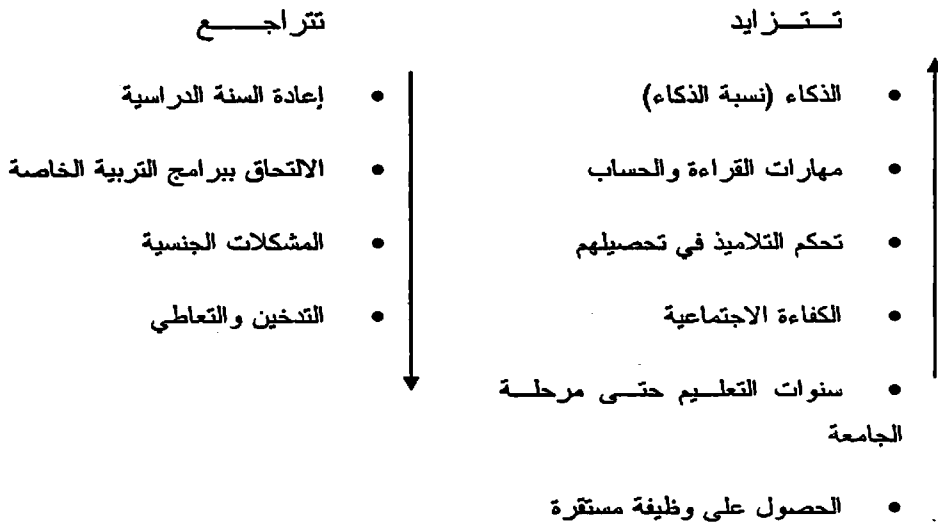 تتزايد
الذكاء (نسبة الذكاء)
مهارات القراءة والحساب
تحكم التلاميذ في تحصيلهم
الكفاءة الاجتماعية
سنوات التعليم حتى مرحلة
الجامعة
الحصول على وظيفة مستقرة
تتراجع
إعادة السنة الدراسية
الالتحاق ببرامج التربية الخاصة
المشكلات الجنسية
التدخين والتعاطي